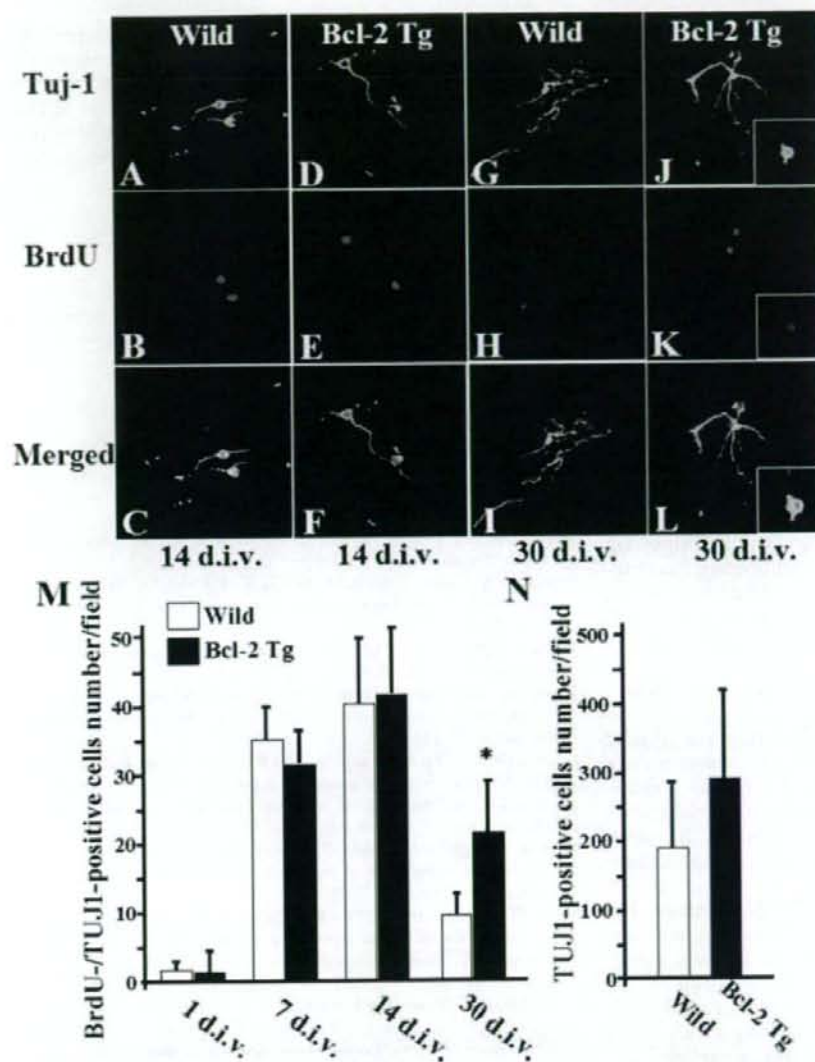 Wild Bcl-2 Tg Wild Bcl-2 Tg
Tuj-1
A D G J
BrdU
B E H K
Merged
C F I L
14 d.i.v. 14 d.i.v. 30 d.i.v. 30 d.i.v.
M N
Wild
Bcl-2 Tg
BrdU-/TUJ1-positive cells number/field
50
40
30
20
10
0
*
1 d.i.v. 7 d.i.v. 14 d.i.v. 30 d.i.v.
TUJ1-positive cells number/field
500
400
300
200
100
0
Wild Bcl-2 Tg